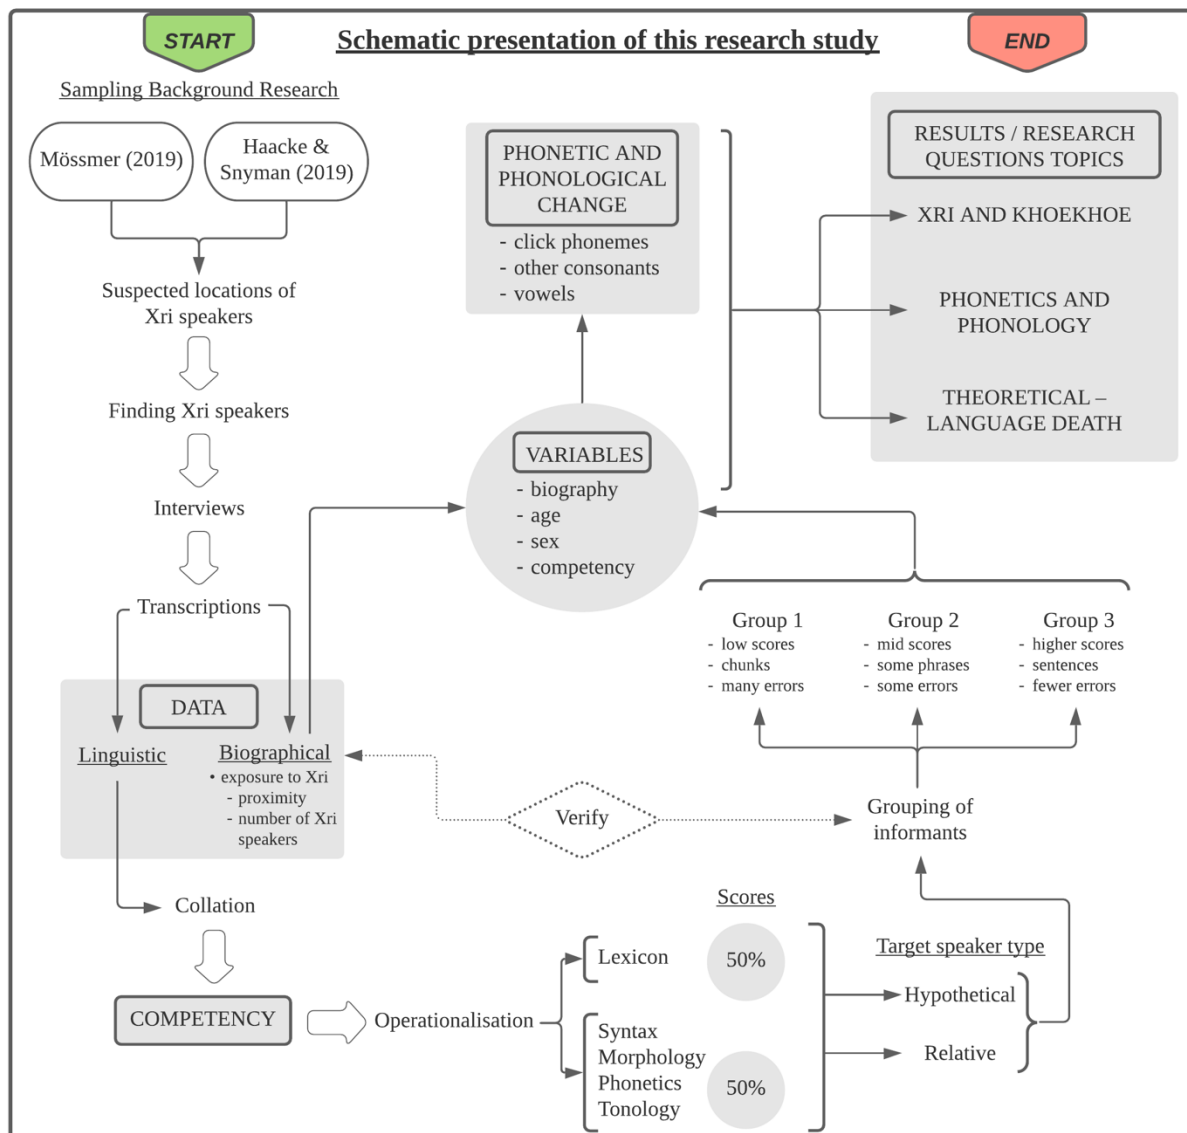 START
Schematic presentation of this research study
END
Sampling Background Research
Mössmer (2019)
Haacke &
Snyman (2019)
Suspected locations of
Xri speakers
Finding Xri speakers
Interviews
Transcriptions
DATA
Linguistic
Biographical
• exposure to Xri
- proximity
- number of Xri
speakers
Collation
COMPETENCY
Operationalisation
Lexicon
Syntax
Morphology
Phonetics
Tonology
Scores
50%
50%
Target speaker type
Hypothetical
Relative
Grouping of
informants
Verify
Group 1
- low scores
- chunks
- many errors
Group 2
- mid scores
- some phrases
- some errors
Group 3
- higher scores
- sentences
- fewer errors
VARIABLES
- biography
- age
- sex
- competency
PHONETIC AND
PHONOLOGICAL
CHANGE
- click phonemes
- other consonants
- vowels
RESULTS / RESEARCH
QUESTIONS TOPICS
XRI AND KHOEKHOE
PHONETICS AND
PHONOLOGY
THEORETICAL –
LANGUAGE DEATH